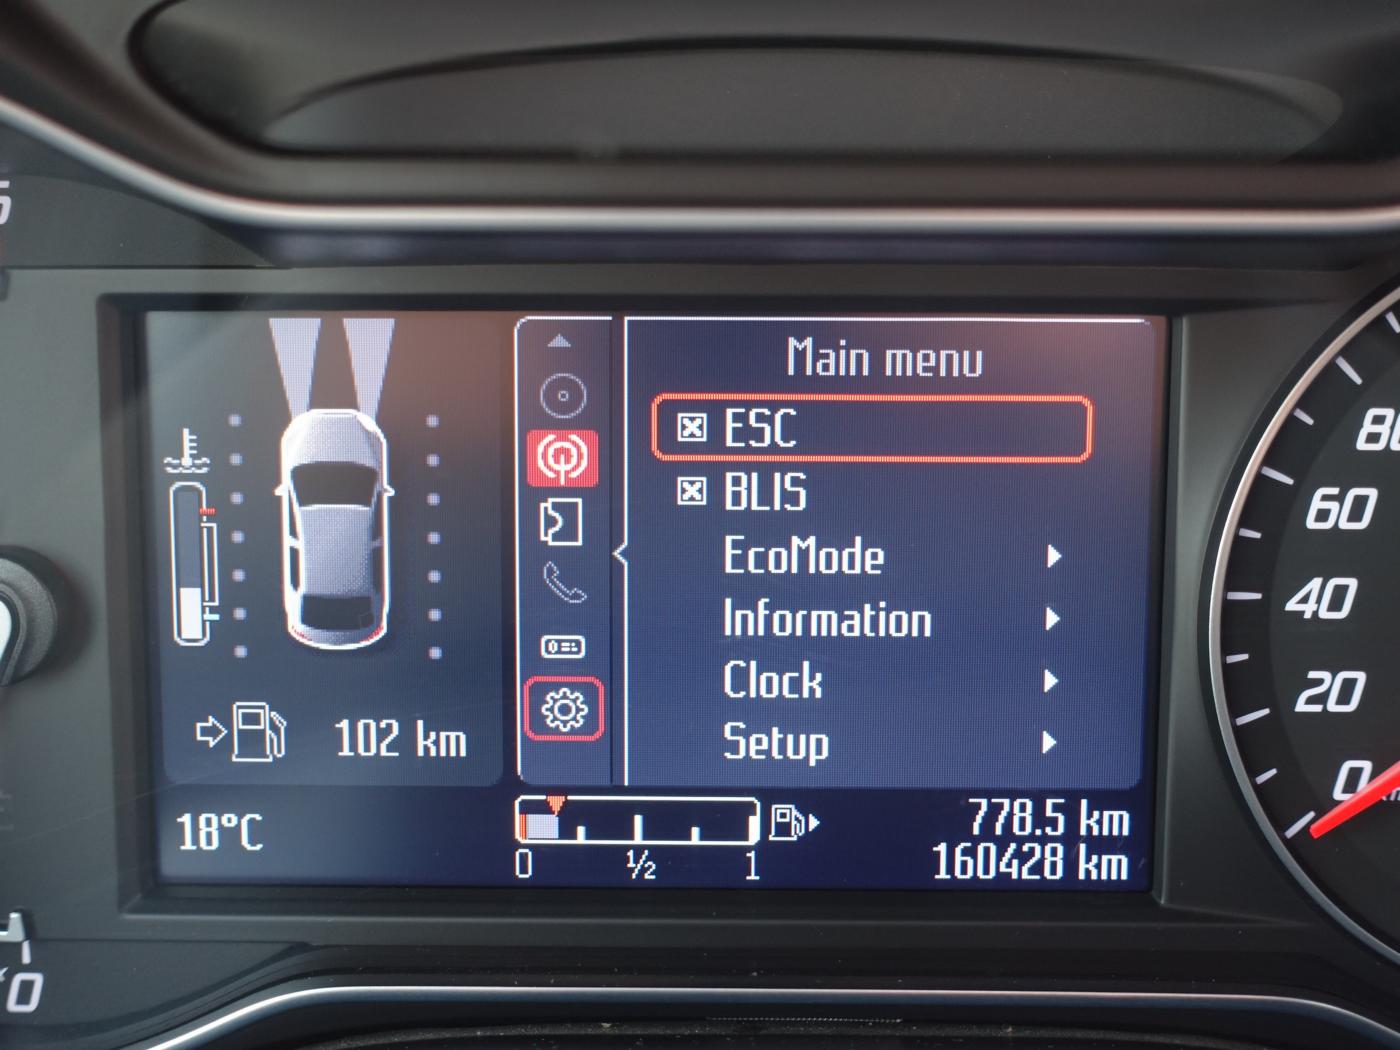 Main menu
ESC
BLIS
EcoMode
Information
Clock
Setup
102 km
18°C
0 ½ 1
778.5 km
160428 km
80
60
40
20
0
0